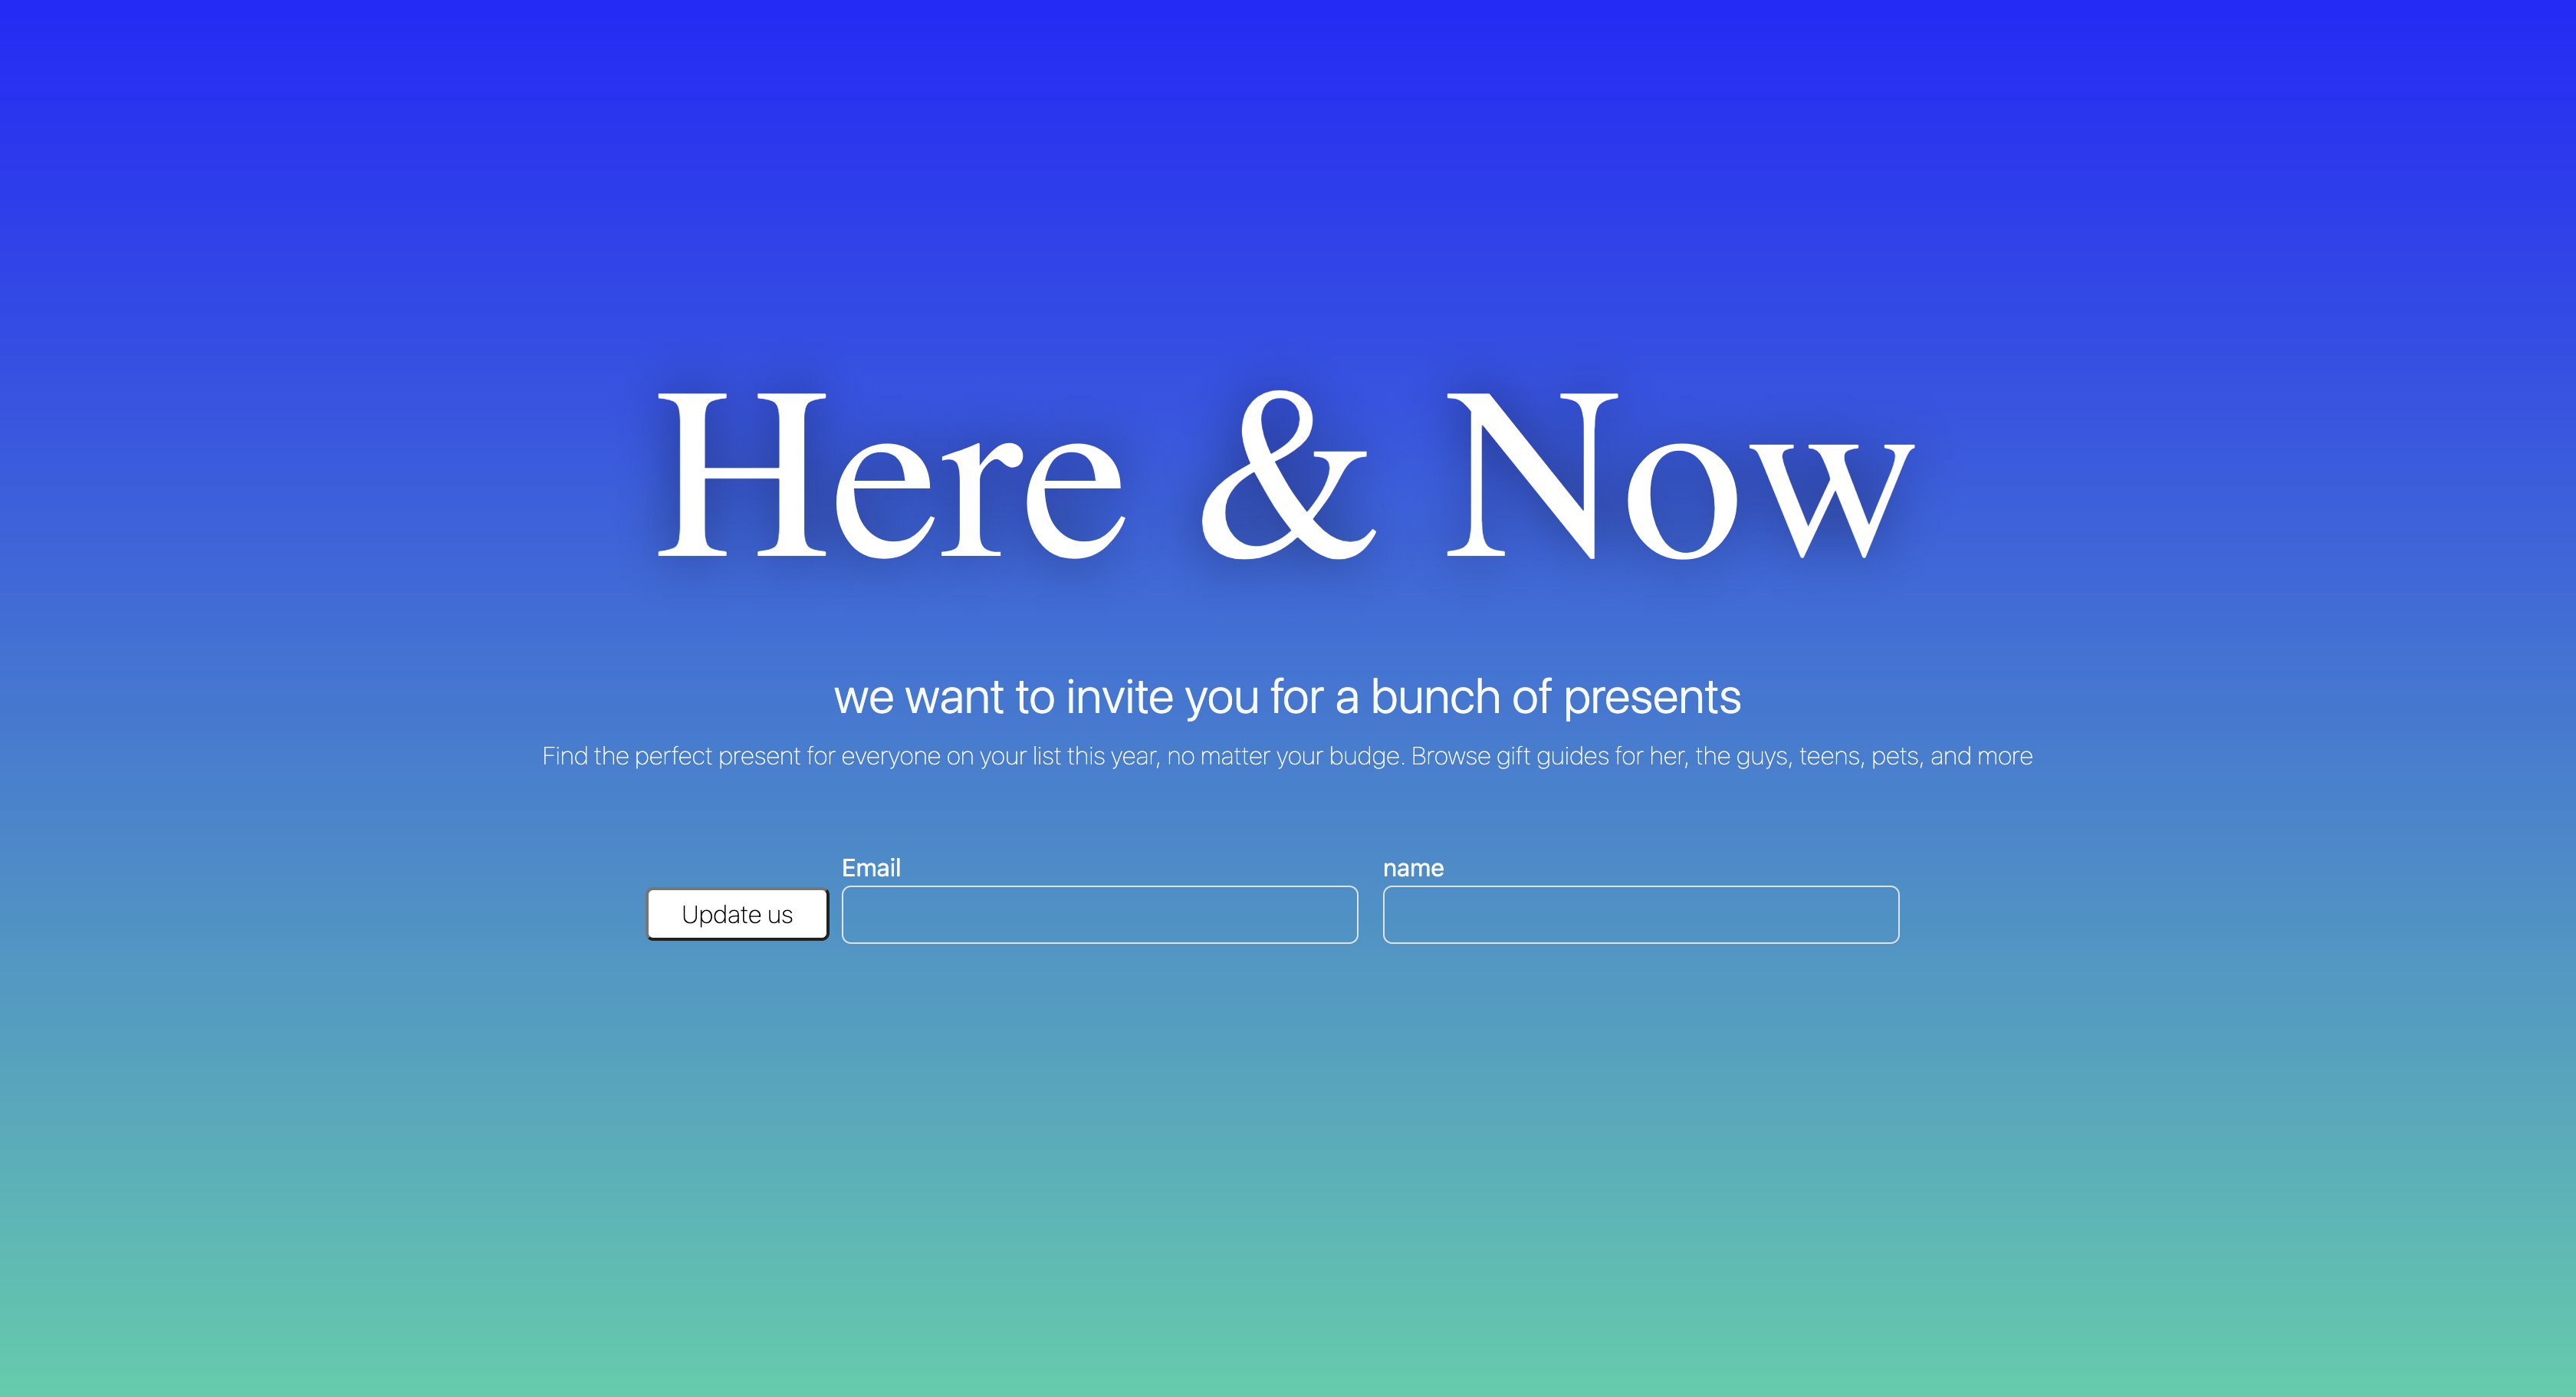 Here & Now
we want to invite you for a bunch of presents
Find the perfect present for everyone on your list this year, no matter your budge. Browse gift guides for her, the guys, teens, pets, and more
Email
name
Update us